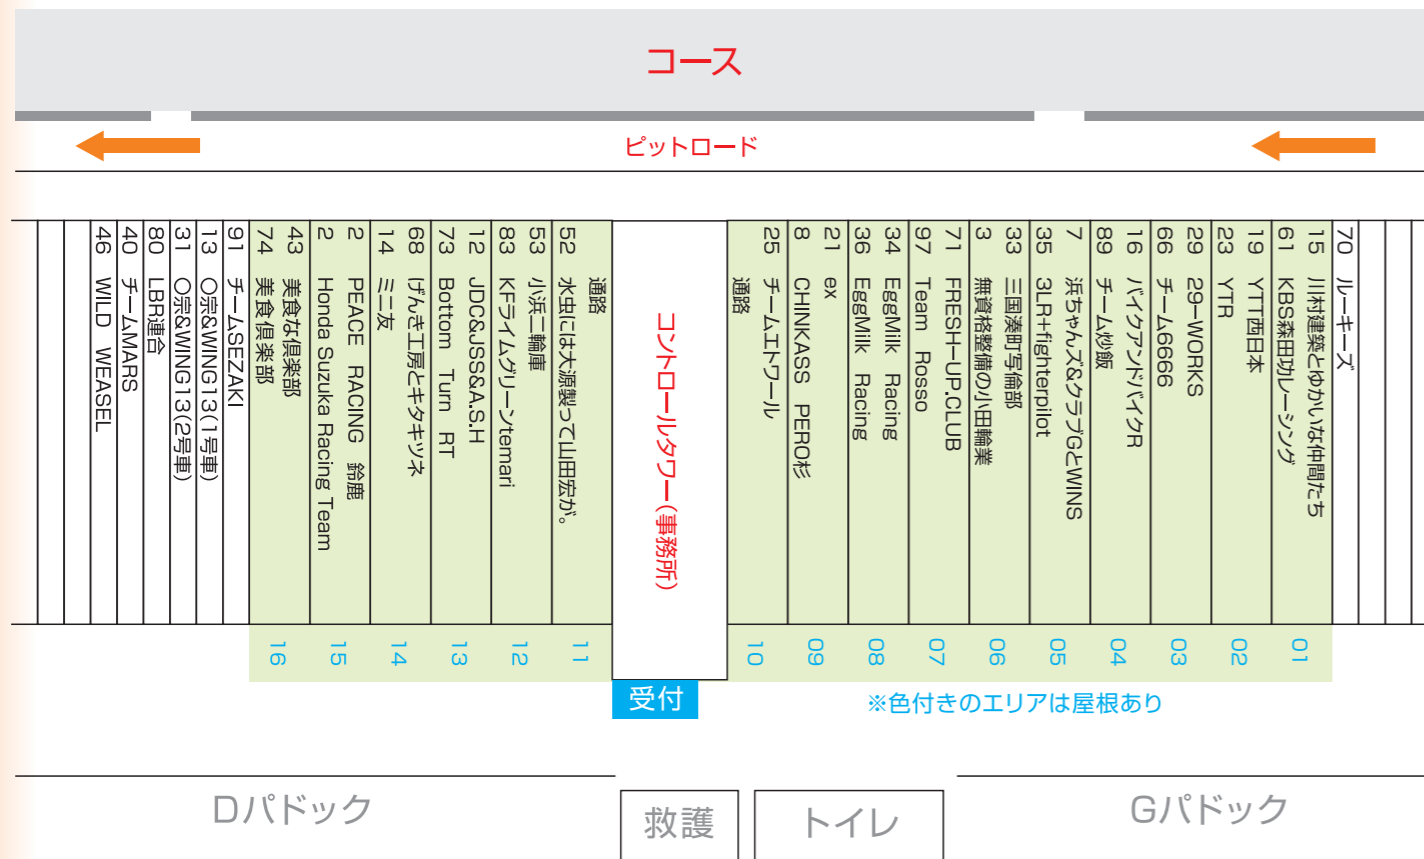 コース
ピットロード
70 ルーキーズ
15 川村建築とゆかいな仲間たち
61 KBS森田功レーシング
19 YTT西日本
23 YTR
29 29-WORKS
66 チーム6666
16 バイクアンドバイクR
89 チーム炒飯
7 浜ちゃんズ&クラブGとWINS
35 3LR+fighterpilot
33 三国湊町写倫部
3 無資格整備の小田輪業
71 FRESH-UP.CLUB
97 Team Rosso
34 EggMilk Racing
36 EggMilk Racing
21 ex
8 CHINKASS PERO杉
25 チームエトワール
通路
コントロールタワー(事務所)
通路
52 水虫には大源製って山田宏が。
53 小浜二輪庫
83 KFライムグリーンtemari
12 JDC&JSS&A.S.H
73 Bottom Turn RT
68 げんき工房とキタキツネ
14 ミニ友
2 PEACE RACING 鈴鹿
2 Honda Suzuka Racing Team
43 美食な倶楽部
74 美食倶楽部
91 チームSEZAKI
13 〇宗&WING13(1号車)
31 〇宗&WING13(2号車)
80 LBR連合
40 チームMARS
46 WILD WEASEL
01
02
03
04
05
06
07
08
09
10
11
12
13
14
15
16
受付
※色付きのエリアは屋根あり
Dパドック
救護
トイレ
Gパドック